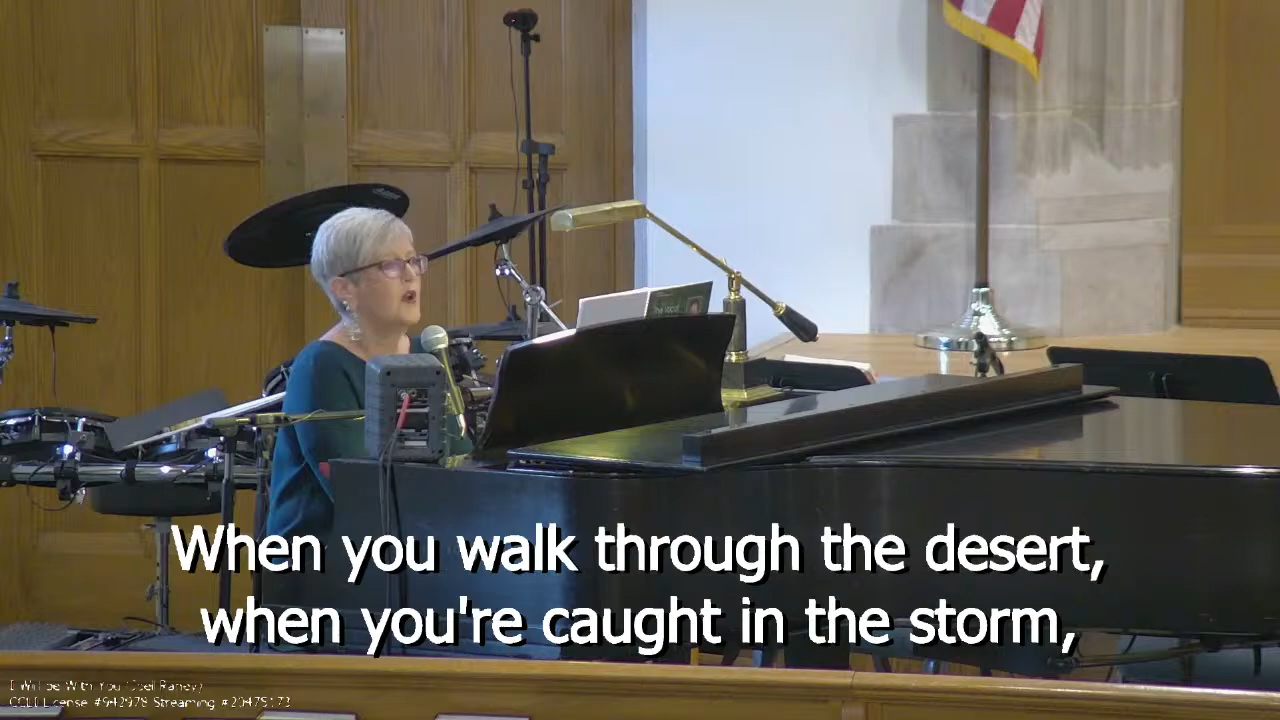 When you walk through the desert,
when you're caught in the storm,
I Will be With You (Joel Raney)
CCLI License #942978 Streaming #20475173